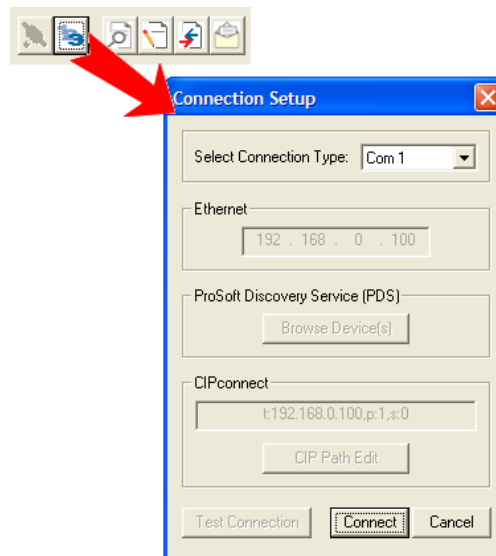 Connection Setup
Select Connection Type: Com 1
Ethernet
192 . 168 . 0 . 100
ProSoft Discovery Service (PDS)
Browse Device(s)
CIPconnect
t:192.168.0.100,p:1,s:0
CIP Path Edit
Test Connection Connect Cancel